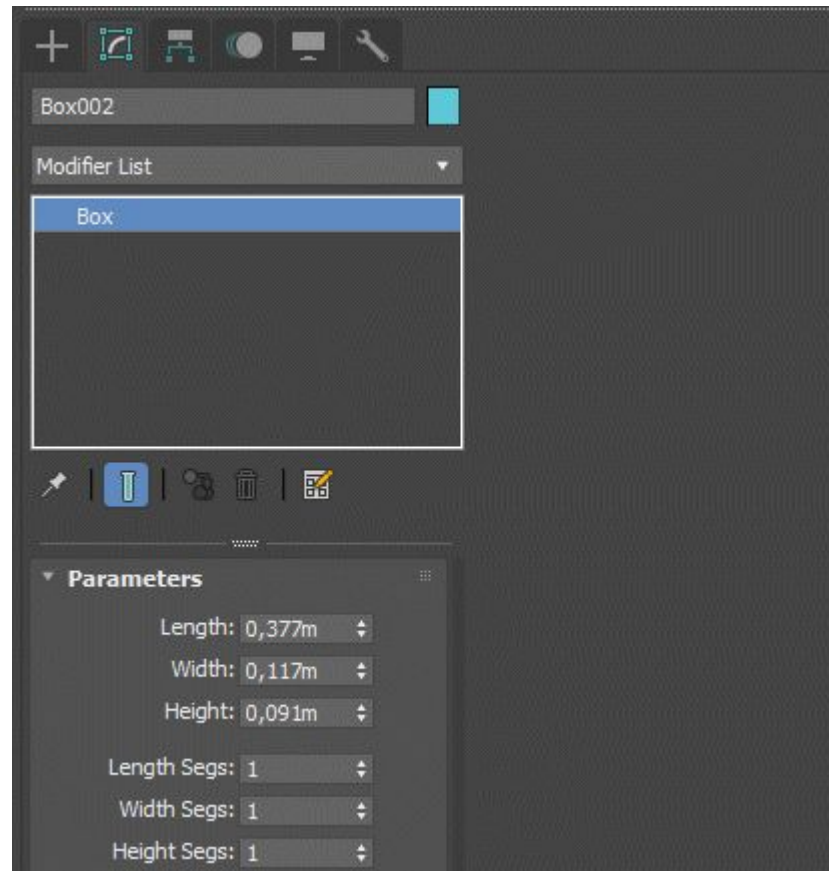 Box002
Modifier List
Box
Parameters
Length: 0,377m
Width: 0,117m
Height: 0,091m
Length Segs: 1
Width Segs: 1
Height Segs: 1